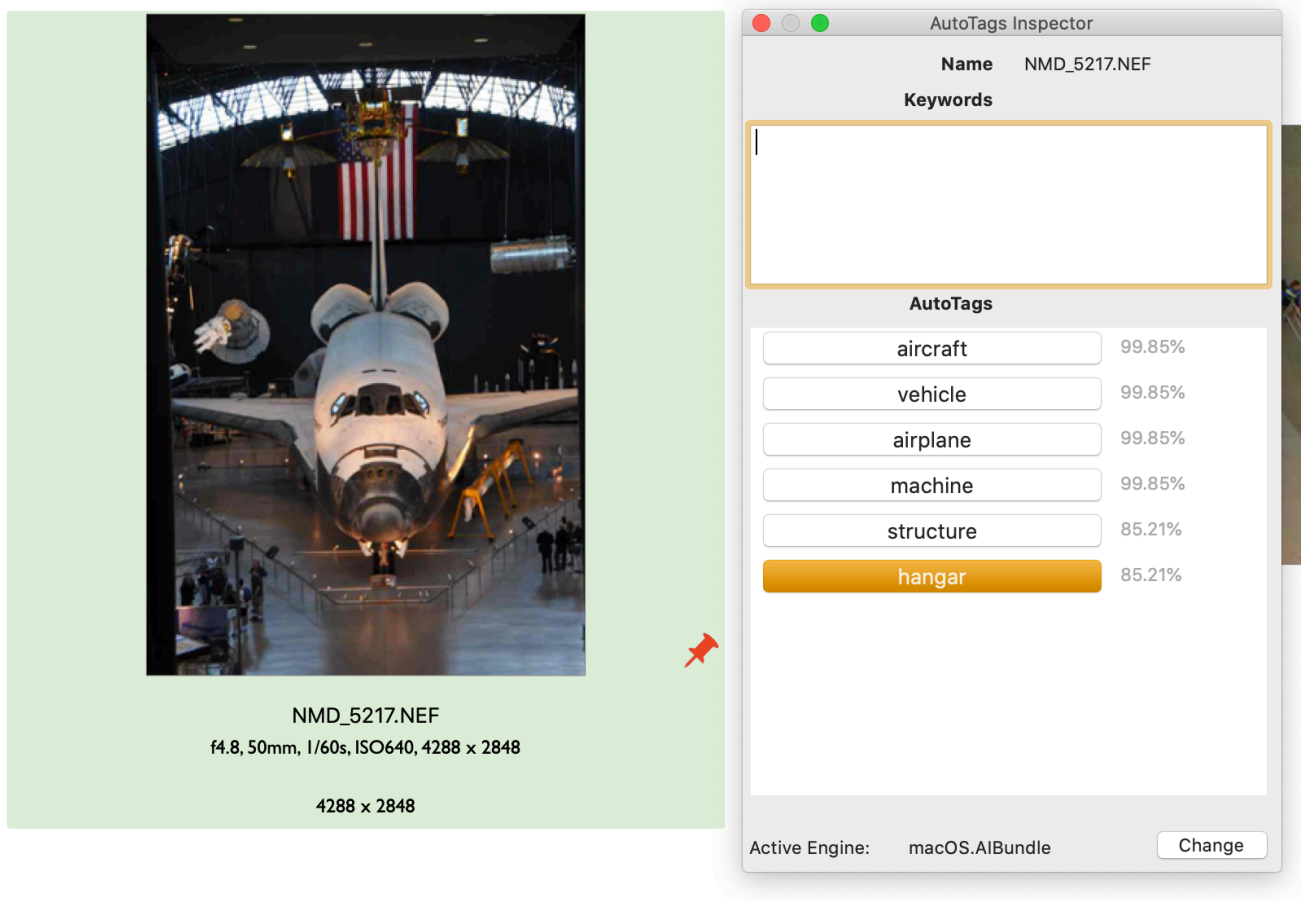 NMD_5217.NEF
f4.8, 50mm, 1/60s, ISO640, 4288 x 2848
4288 x 2848
AutoTags Inspector
Name NMD_5217.NEF
Keywords
AutoTags
aircraft 99.85%
vehicle 99.85%
airplane 99.85%
machine 99.85%
structure 85.21%
hangar 85.21%
Active Engine: macOS.AIBundle Change